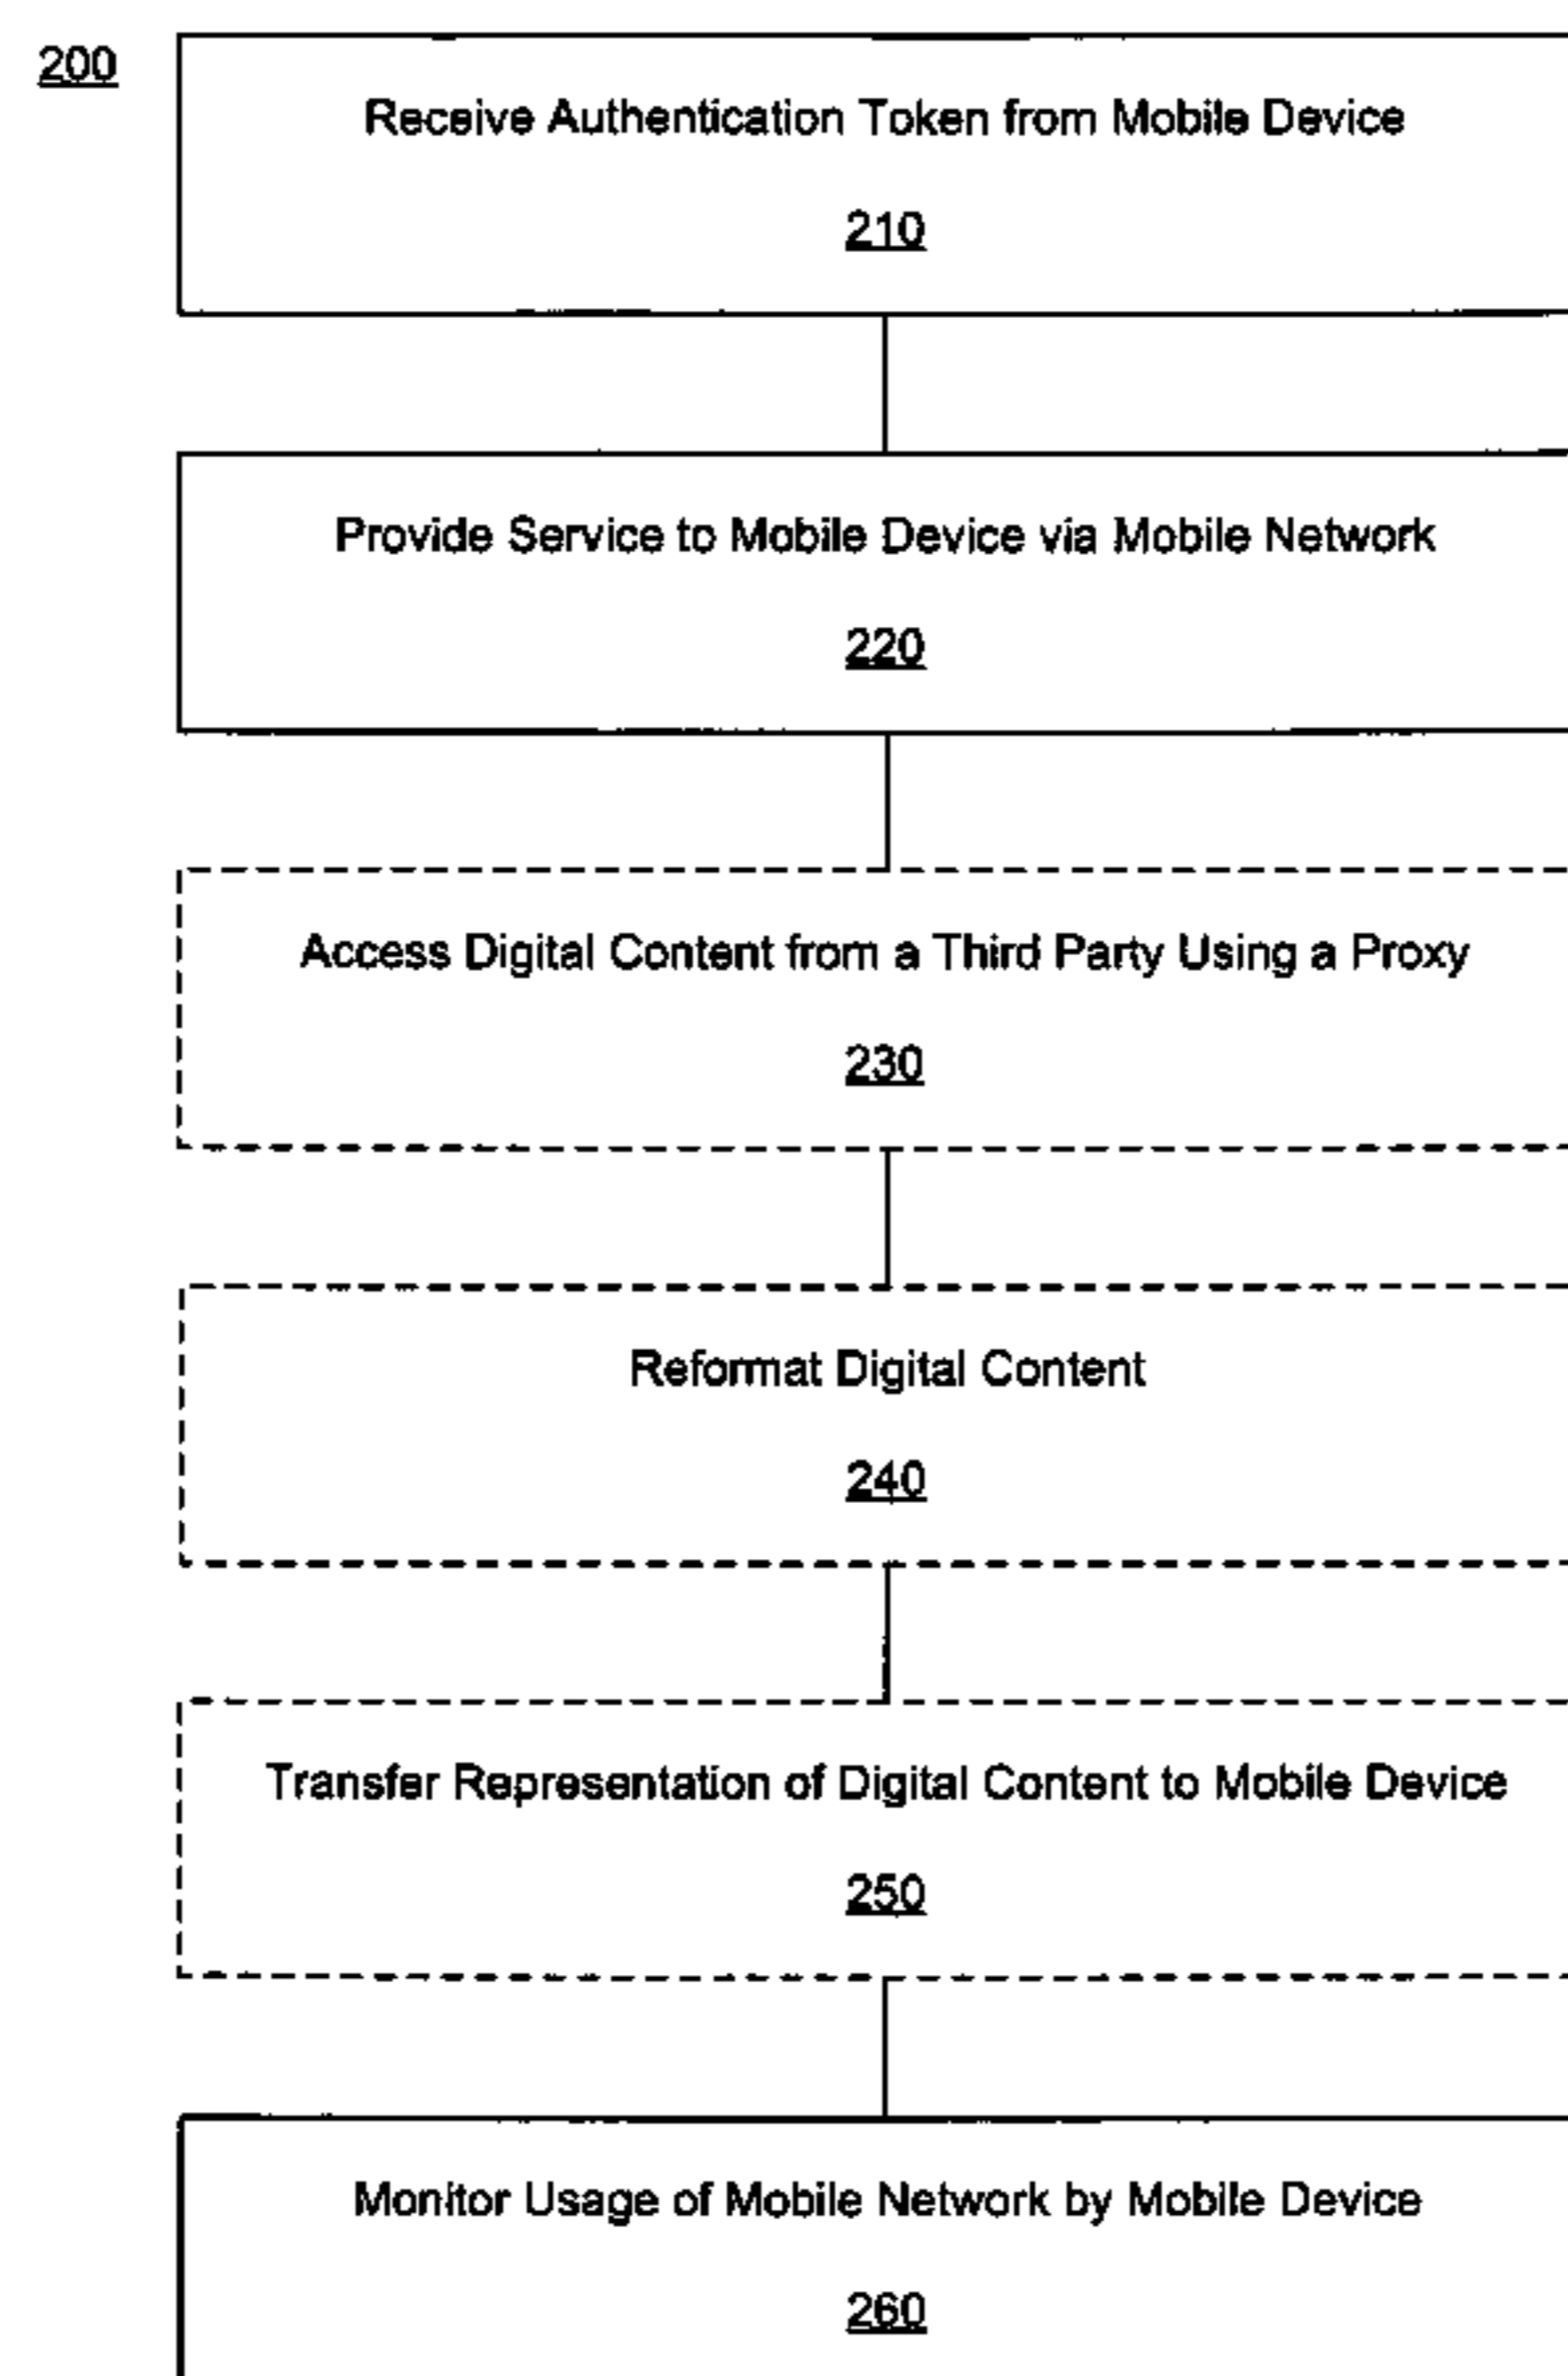 200
Receive Authentication Token from Mobile Device
210
Provide Service to Mobile Device via Mobile Network
220
Access Digital Content from a Third Party Using a Proxy
230
Reformat Digital Content
240
Transfer Representation of Digital Content to Mobile Device
250
Monitor Usage of Mobile Network by Mobile Device
260